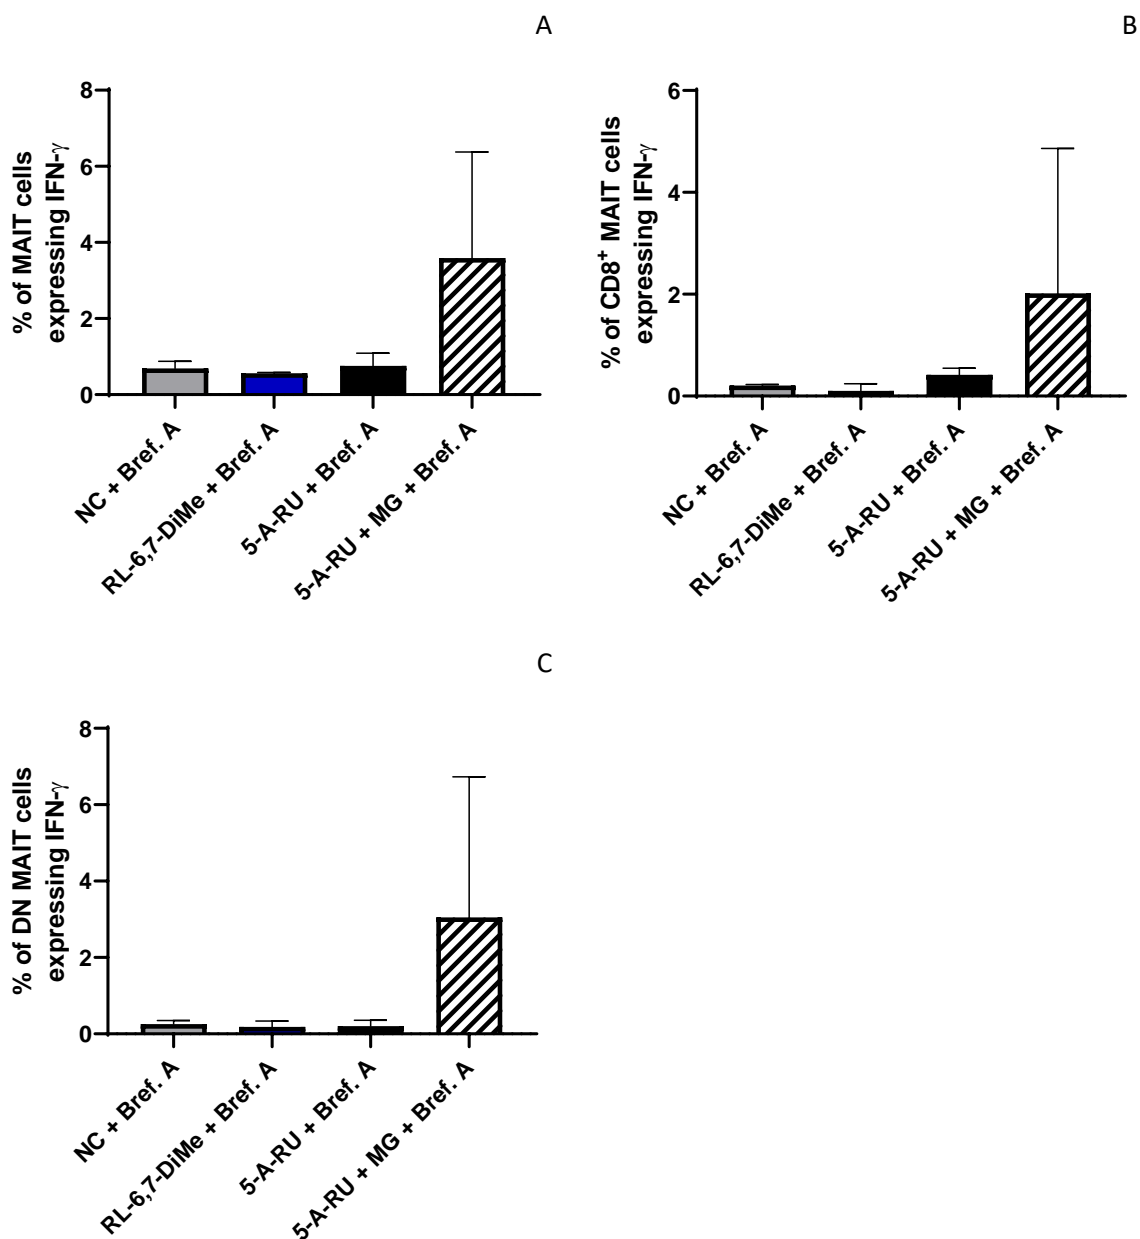 A
8
6
4
2
0
% of MAIT cells
expressing IFN-γ
NC + Bref. A
RL-6,7-DiMe + Bref. A
5-A-RU + Bref. A
5-A-RU + MG + Bref. A
B
6
4
2
0
% of CD8⁺ MAIT cells
expressing IFN-γ
NC + Bref. A
RL-6,7-DiMe + Bref. A
5-A-RU + Bref. A
5-A-RU + MG + Bref. A
C
8
6
4
2
0
% of DN MAIT cells
expressing IFN-γ
NC + Bref. A
RL-6,7-DiMe + Bref. A
5-A-RU + Bref. A
5-A-RU + MG + Bref. A